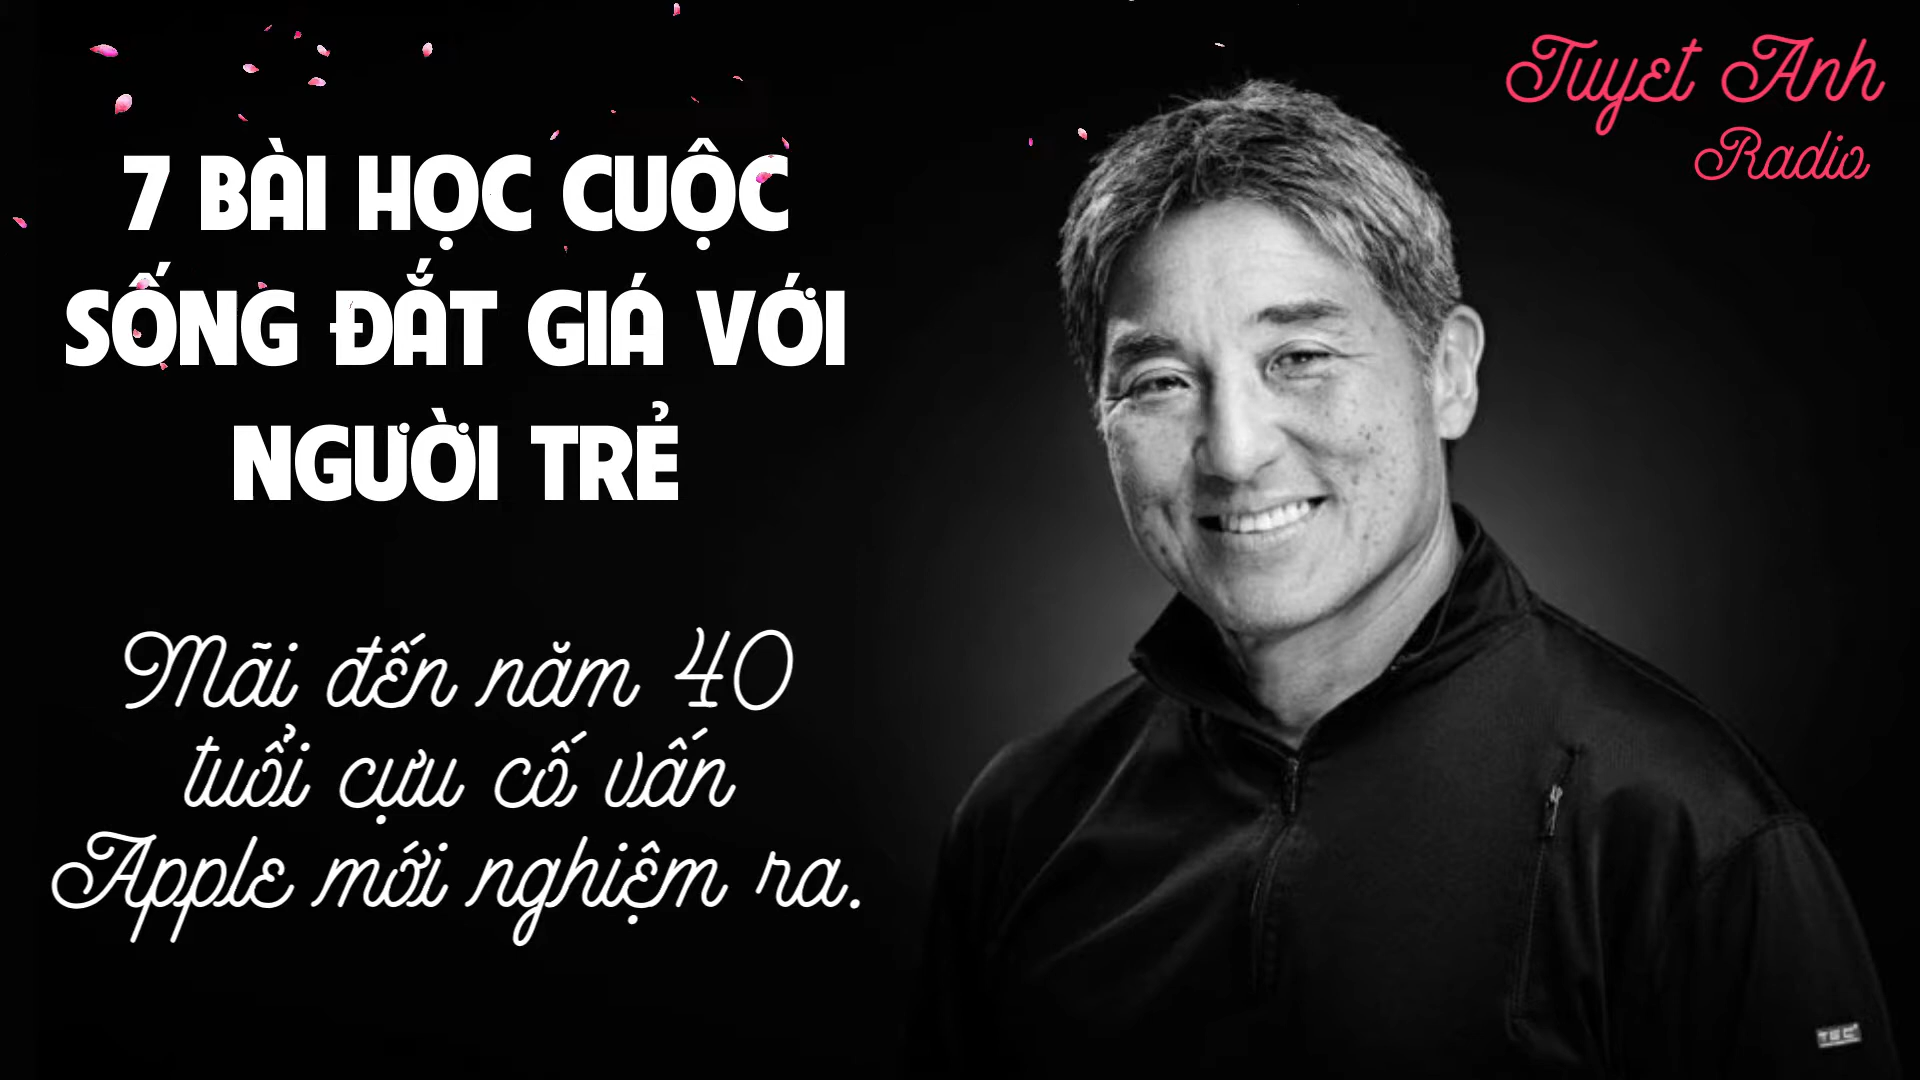 Tuyet Anh
Radio
7 BÀI HỌC CUỘC
SỐNG ĐẮT GIÁ VỚI
NGƯỜI TRẺ
Mãi đến năm 40
tuổi cựu cố vấn
Apple mới nghiệm ra.
TEC